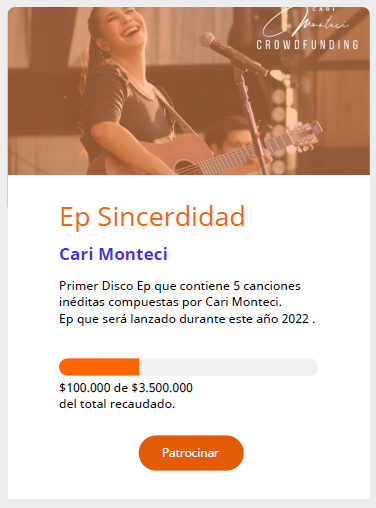 CARI
Monteci
CROWDFUNDING
Ep Sincerdidad
Cari Monteci
Primer Disco Ep que contiene 5 canciones
inéditas compuestas por Cari Monteci.
Ep que será lanzado durante este año 2022 .
$100.000 de $3.500.000
del total recaudado.
Patrocinar